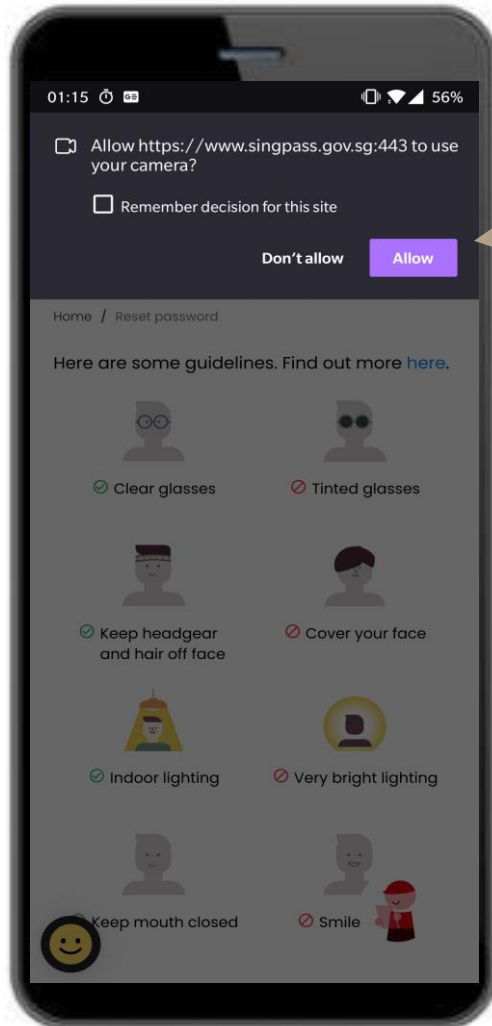 01:15 56%
Allow https://www.singpass.gov.sg:443 to use
your camera?
Remember decision for this site
Don't allow Allow
Home / Reset password
Here are some guidelines. Find out more here.
Clear glasses Tinted glasses
Keep headgear Cover your face
and hair off face
Indoor lighting Very bright lighting
Keep mouth closed Smile